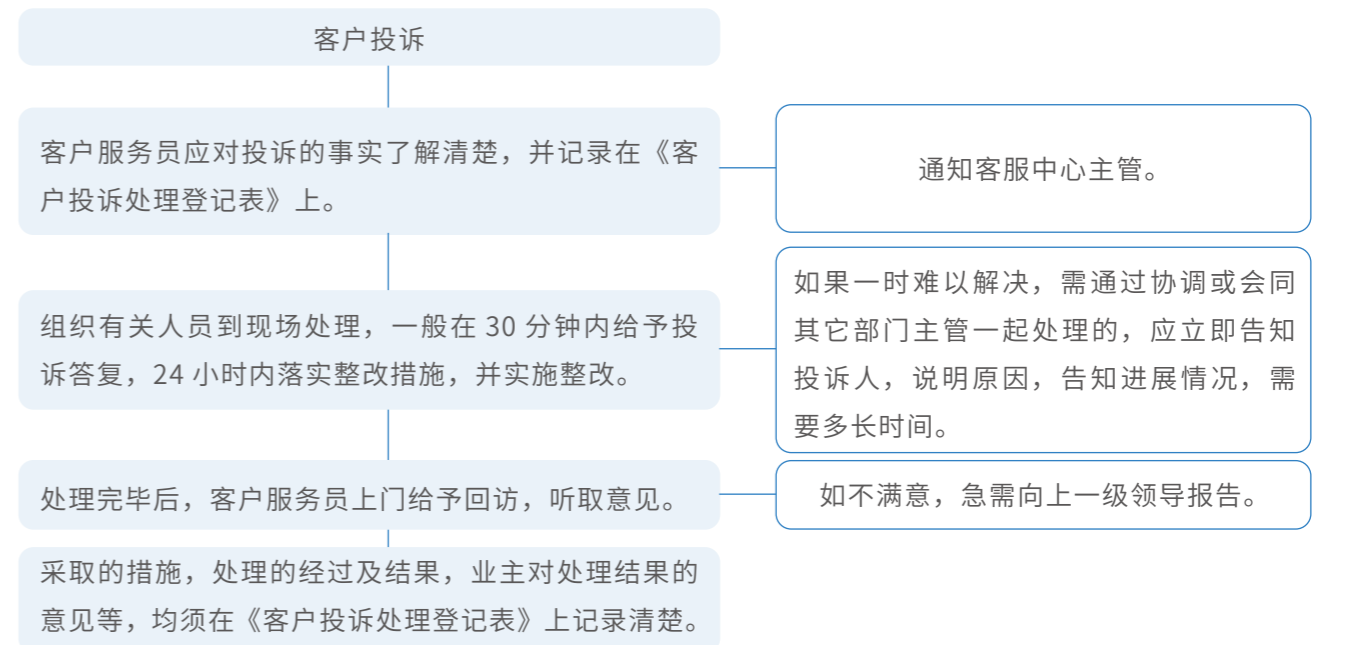 客户投诉
客户服务员应对投诉的事实了解清楚，并记录在《客
户投诉处理登记表》上。
通知客服中心主管。
组织有关人员到现场处理，一般在 30 分钟内给予投
诉答复，24 小时内落实整改措施，并实施整改。
如果一时难以解决，需通过协调或会同
其它部门主管一起处理的，应立即告知
投诉人，说明原因，告知进展情况，需
要多长时间。
处理完毕后，客户服务员上门给予回访，听取意见。
如不满意，急需向上一级领导报告。
采取的措施，处理的经过及结果，业主对处理结果的
意见等，均须在《客户投诉处理登记表》上记录清楚。